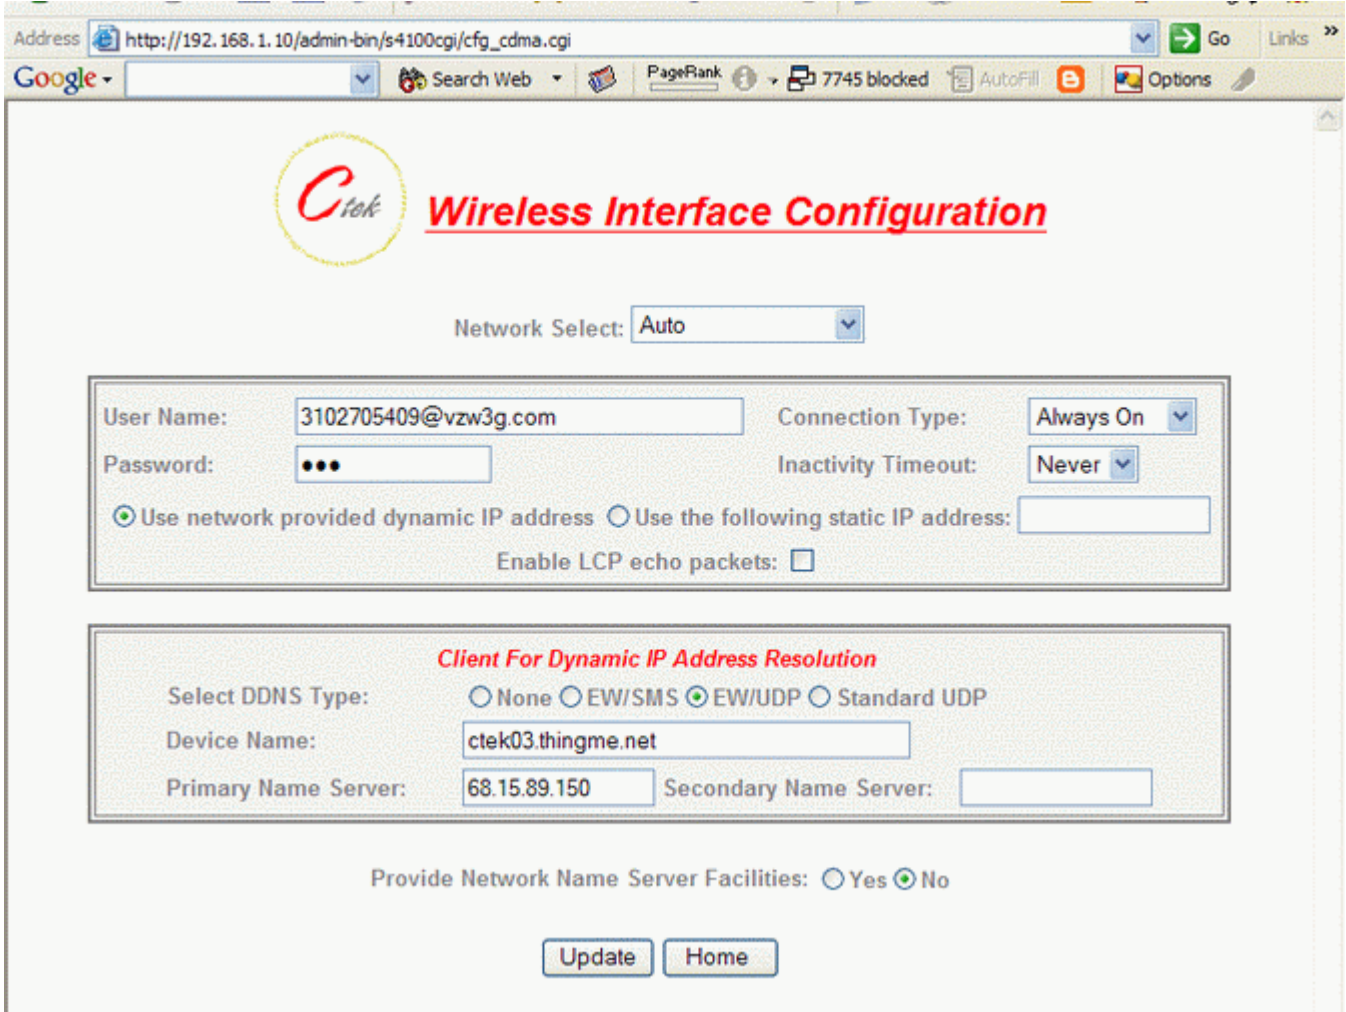 Address http://192.168.1.10/admin-bin/s4100cgi/cfg_cdma.cgi Go Links »
Google Search Web PageRank 7745 blocked AutoFill Options
Ctek Wireless Interface Configuration
Network Select: Auto
User Name: 3102705409@vzw3g.com Connection Type: Always On
Password: ●●● Inactivity Timeout: Never
Use network provided dynamic IP address Use the following static IP address:
Enable LCP echo packets:
Client For Dynamic IP Address Resolution
Select DDNS Type: None EW/SMS EW/UDP Standard UDP
Device Name: ctek03.thingme.net
Primary Name Server: 68.15.89.150 Secondary Name Server:
Provide Network Name Server Facilities: Yes No
Update Home